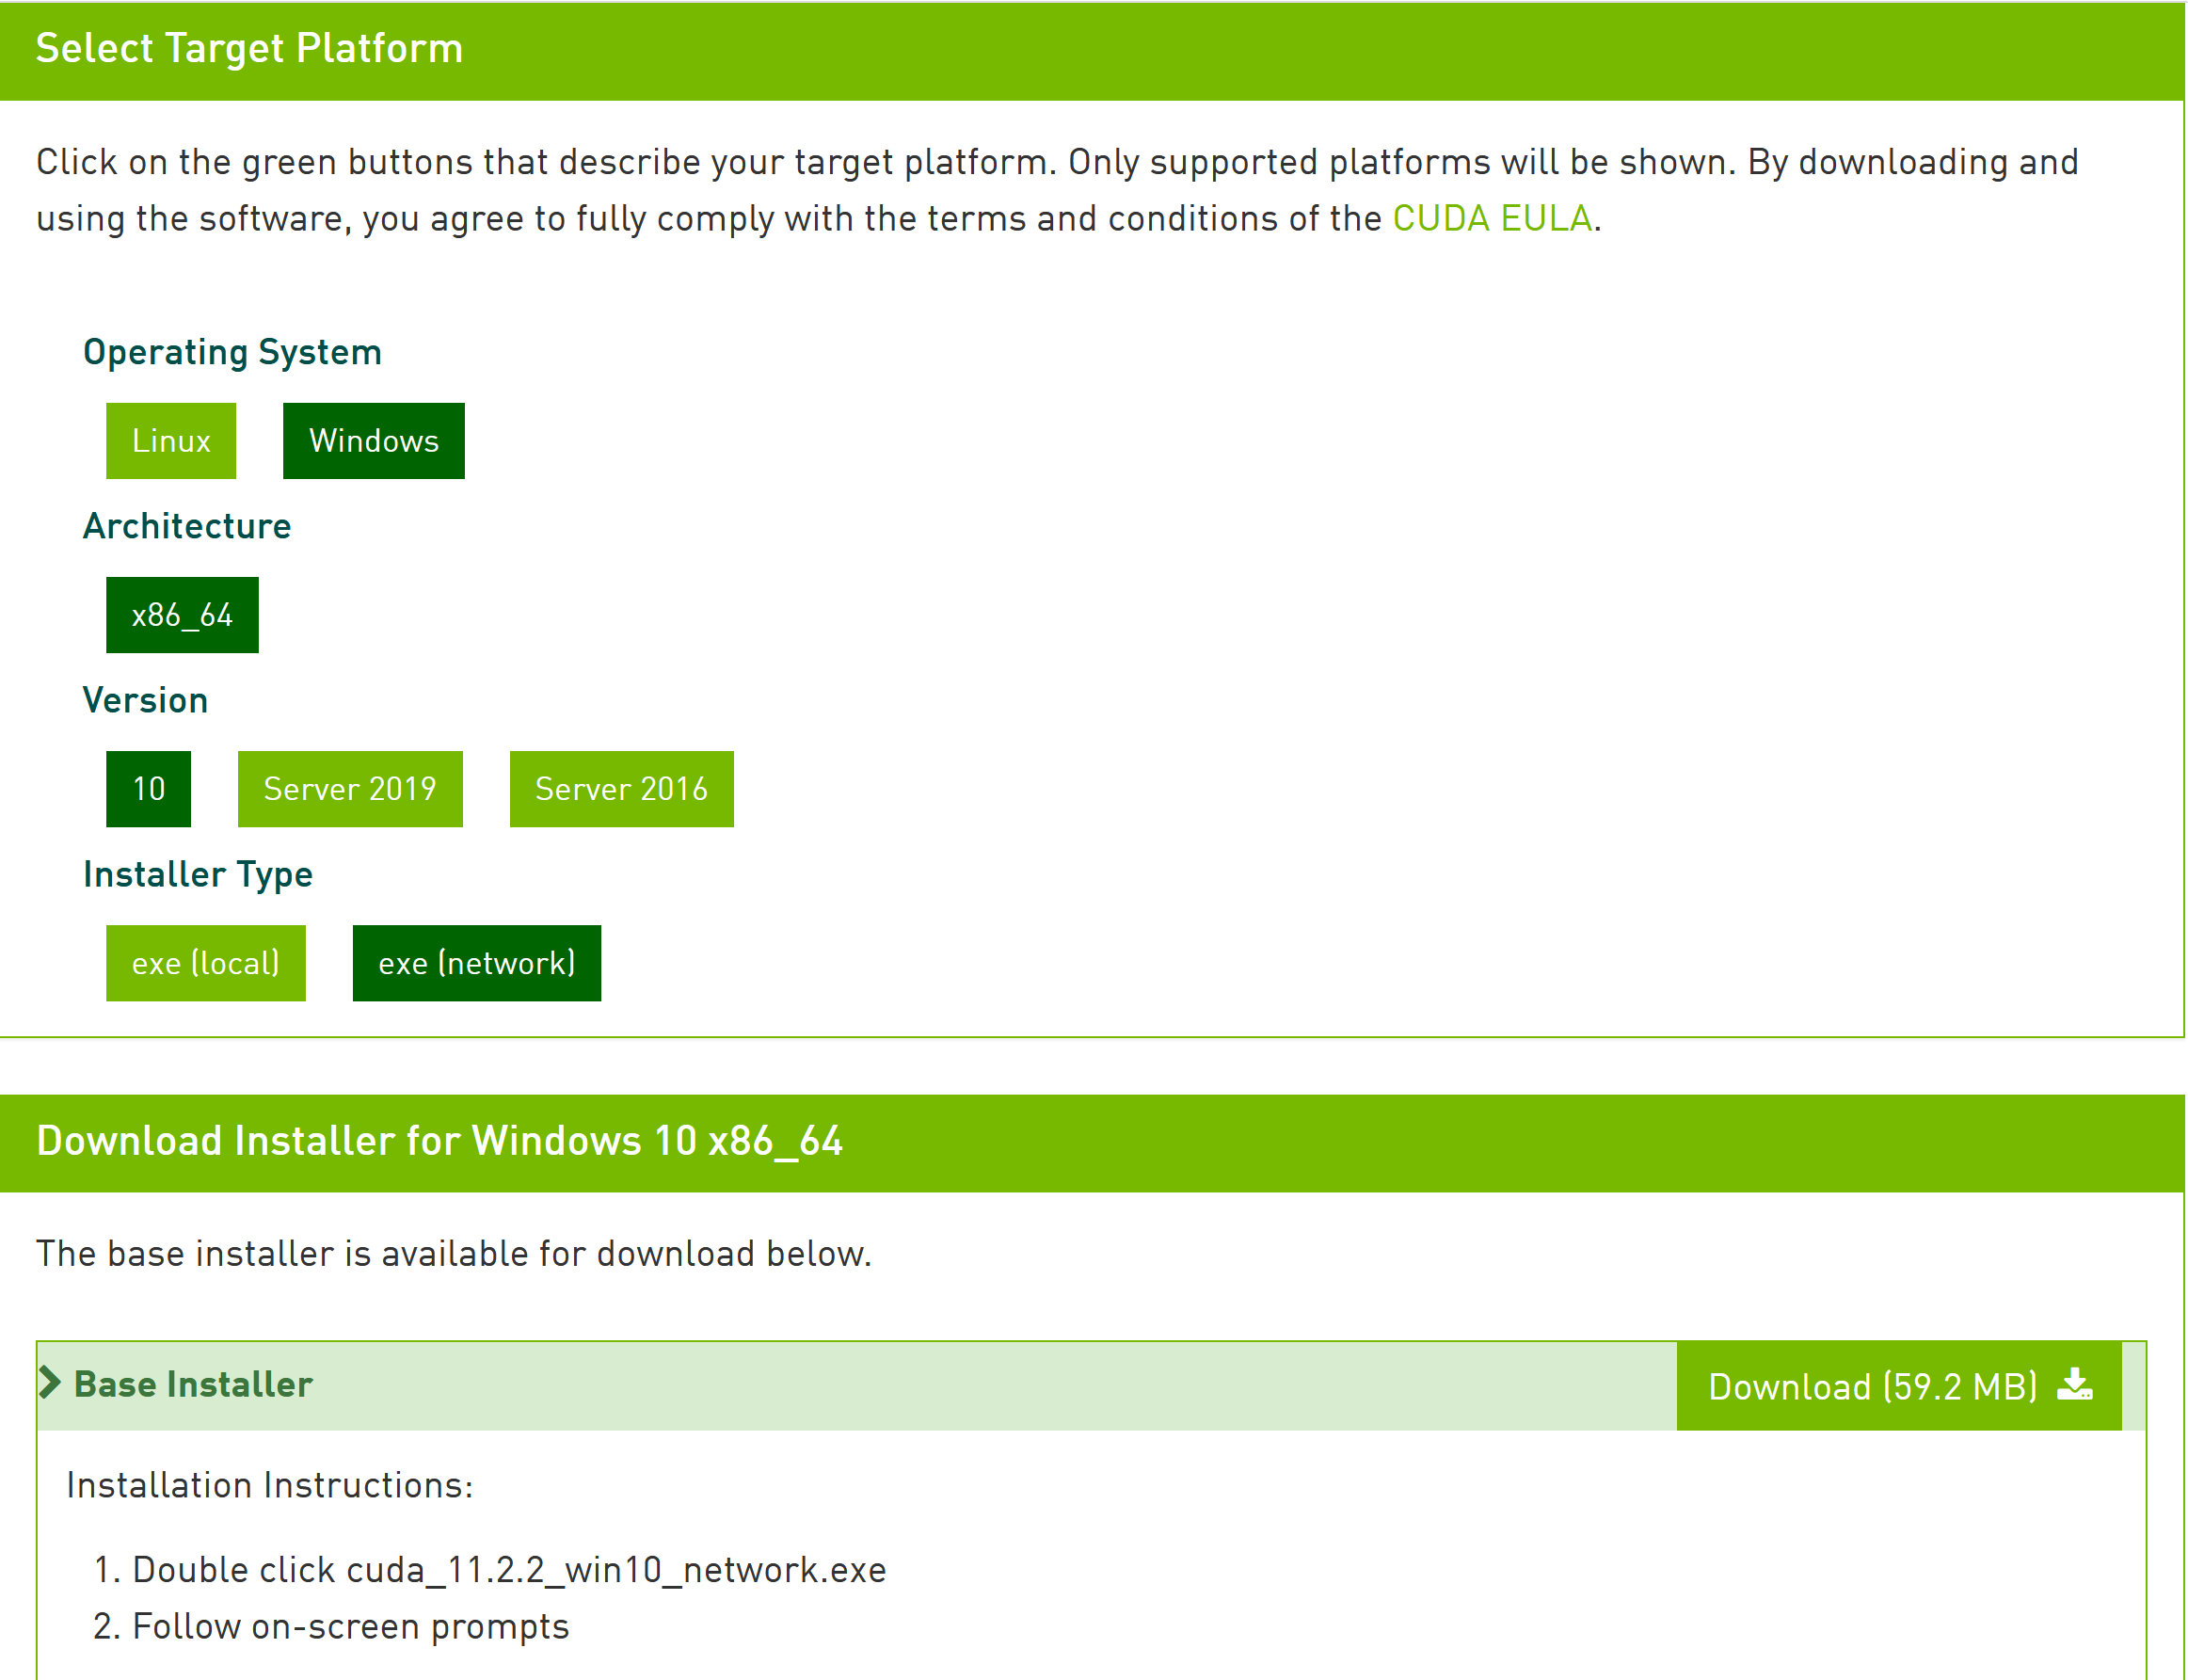 Select Target Platform
Click on the green buttons that describe your target platform. Only supported platforms will be shown. By downloading and
using the software, you agree to fully comply with the terms and conditions of the CUDA EULA.
Operating System
Linux Windows
Architecture
x86_64
Version
10 Server 2019 Server 2016
Installer Type
exe (local) exe (network)
Download Installer for Windows 10 x86_64
The base installer is available for download below.
Base Installer Download (59.2 MB)
Installation Instructions:
1. Double click cuda_11.2.2_win10_network.exe
2. Follow on-screen prompts